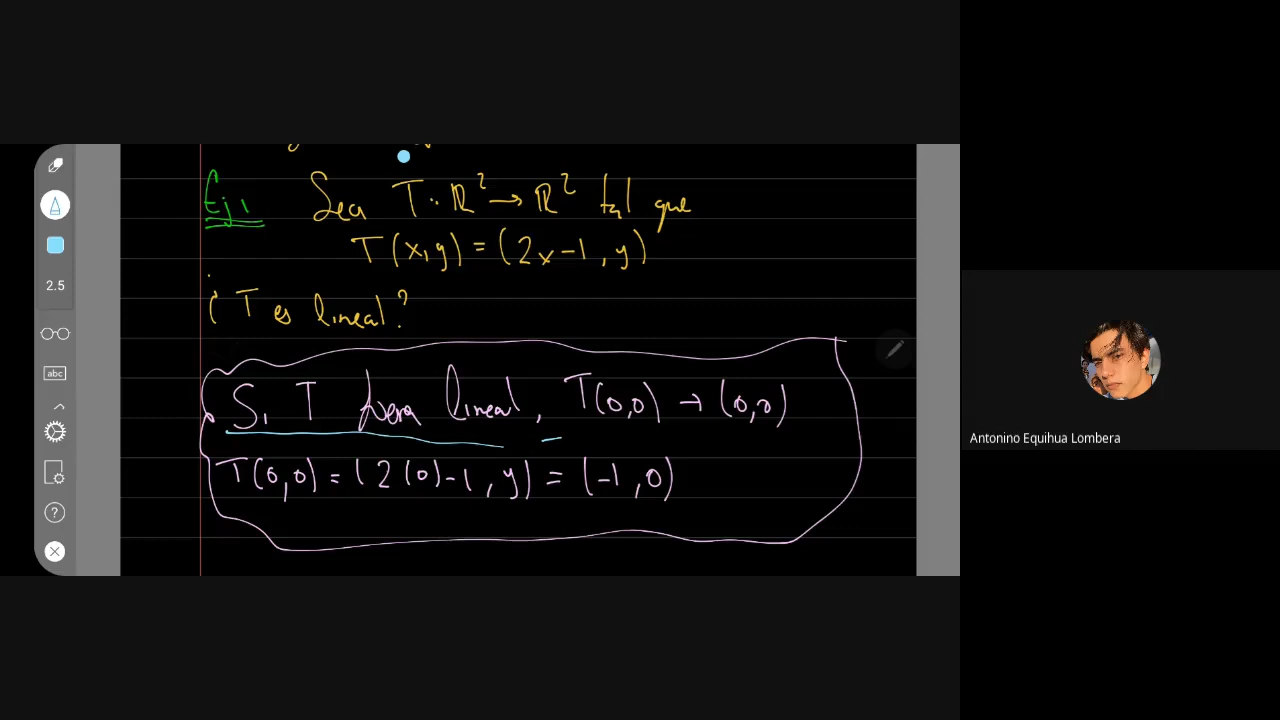 Ej 1 Sea T: ℝ² → ℝ² tal que
T(x,y) = (2x-1, y)
¿T es lineal?
Si T fuera lineal, T(0,0) → (0,0)
T(0,0) = (2(0)-1, y) = (-1, 0)
2.5
abc
?
Antonino Equihua Lombera